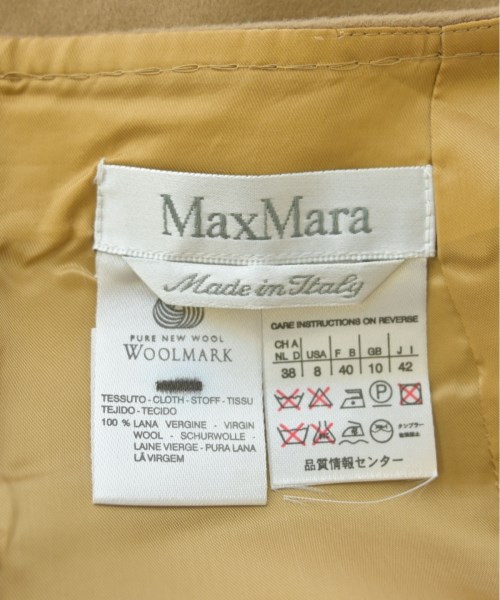 MaxMara
Made in Italy
PURE NEW WOOL
WOOLMARK
TESSUTO - CLOTH - STOFF - TISSU
TEJIDO - TECIDO
100 % LANA VERGINE - VIRGIN
WOOL - SCHURWOLLE -
LAINE VIERGE - PURA LANA
LÃ VIRGEM
CARE INSTRUCTIONS ON REVERSE
CH A NL D USA F B GB J I
38 8 40 10 42
P
品質情報センター